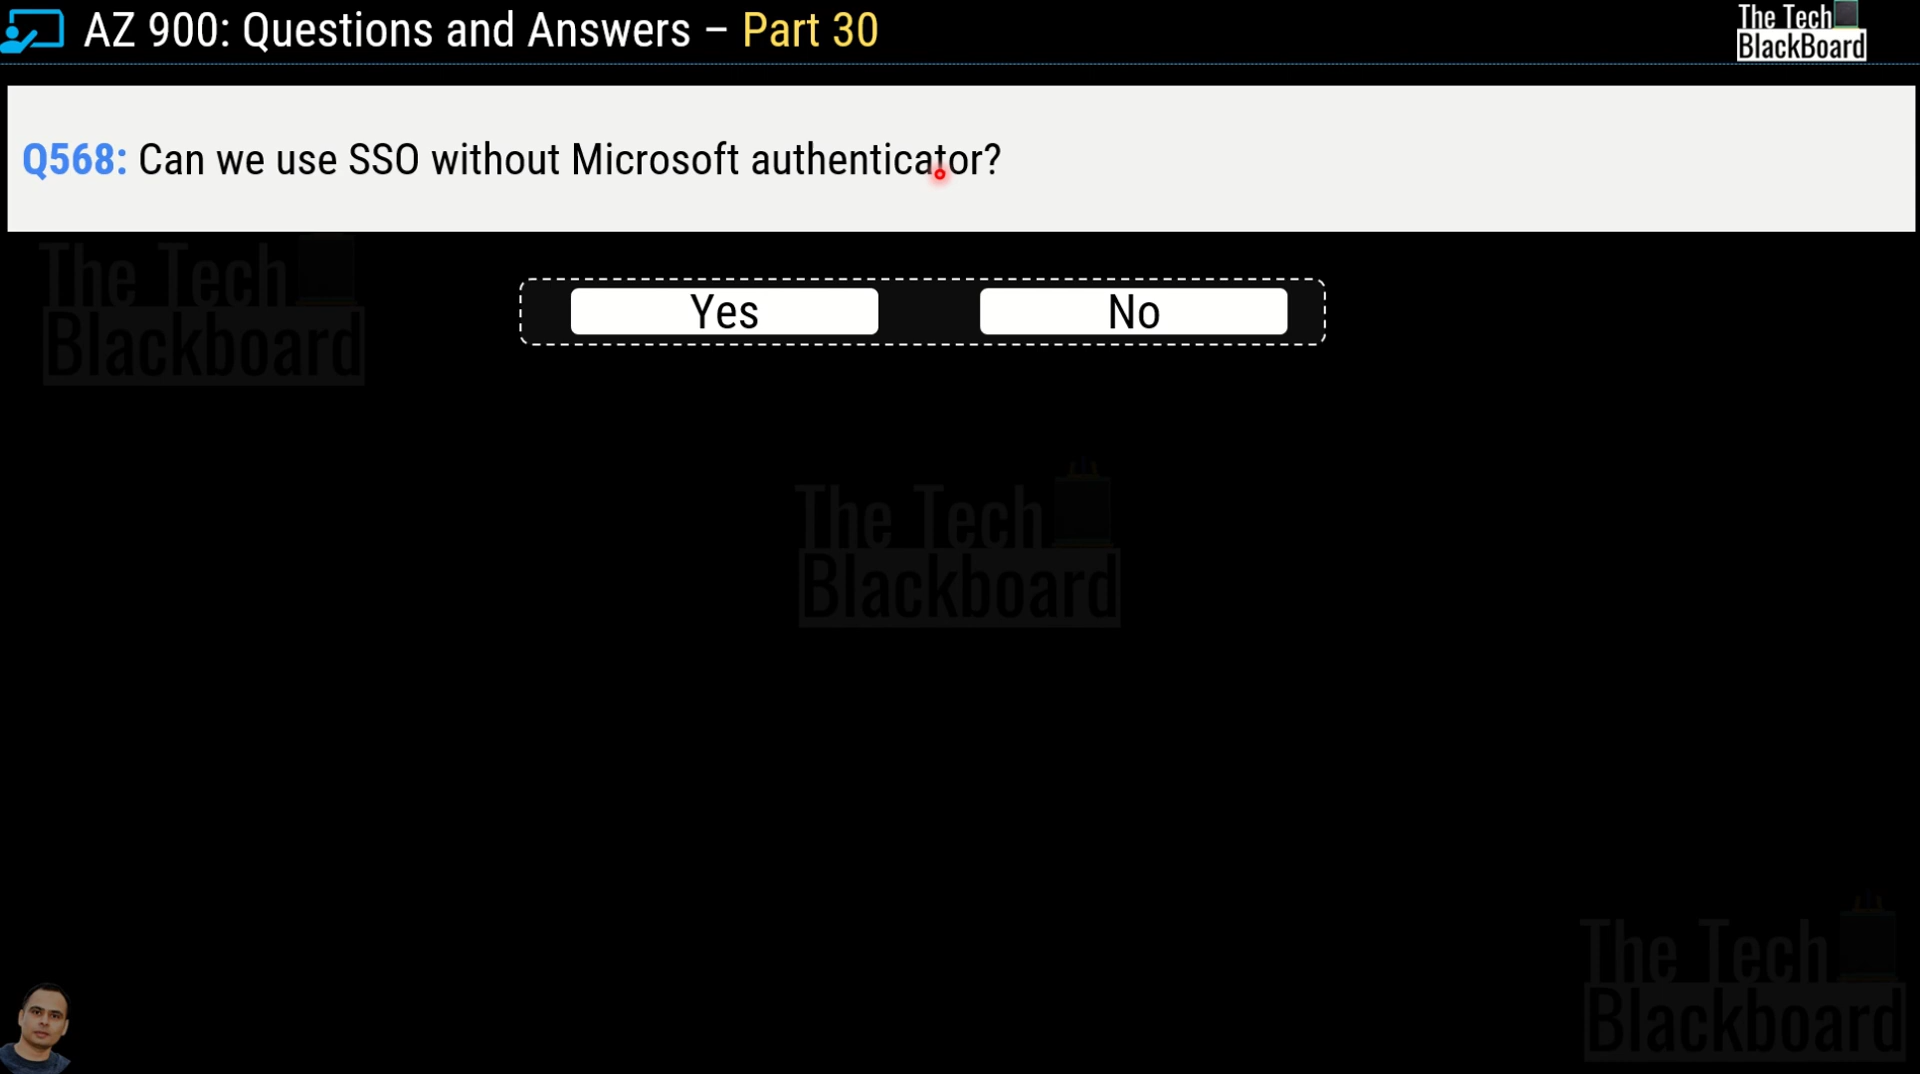 AZ 900: Questions and Answers – Part 30
The Tech
BlackBoard
Q568: Can we use SSO without Microsoft authenticator?
The Tech
Blackboard
Yes No
The Tech
Blackboard
The Tech
Blackboard